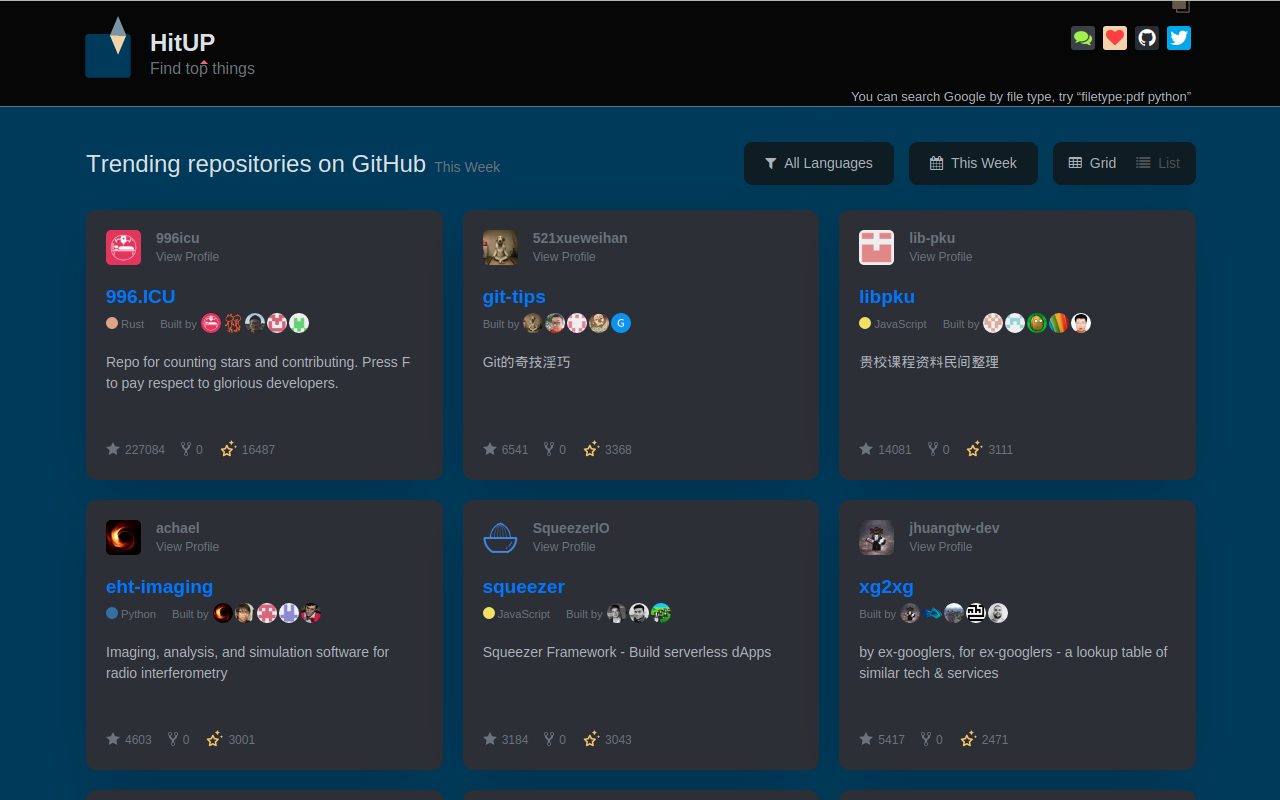 HitUP
Find top things
You can search Google by file type, try “filetype:pdf python”
Trending repositories on GitHub This Week
All Languages
This Week
Grid
List
996icu
View Profile
996.ICU
Rust Built by
Repo for counting stars and contributing. Press F
to pay respect to glorious developers.
227084 0 16487
521xueweihan
View Profile
git-tips
Built by G
Git的奇技淫巧
6541 0 3368
lib-pku
View Profile
libpku
JavaScript Built by
贵校课程资料民间整理
14081 0 3111
achael
View Profile
eht-imaging
Python Built by
Imaging, analysis, and simulation software for
radio interferometry
4603 0 3001
SqueezerIO
View Profile
squeezer
JavaScript Built by
Squeezer Framework - Build serverless dApps
3184 0 3043
jhuangtw-dev
View Profile
xg2xg
Built by
by ex-googlers, for ex-googlers - a lookup table of
similar tech & services
5417 0 2471